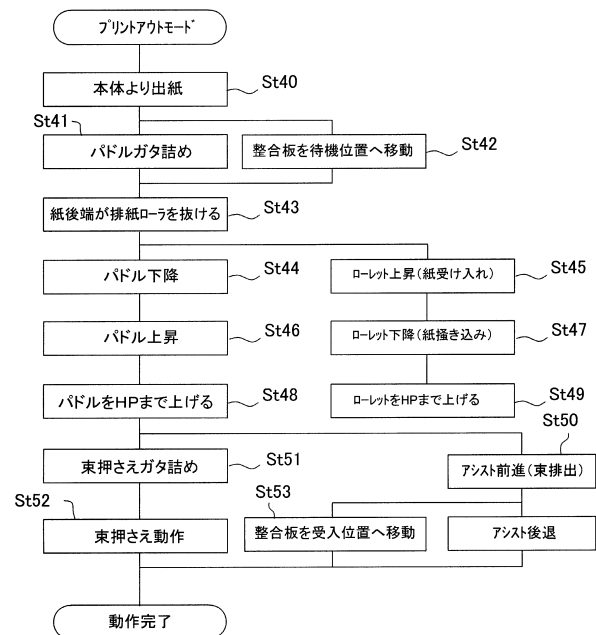 プリントアウトモード
本体より出紙
St40
St41
パドルガタ詰め
整合板を待機位置へ移動
St42
紙後端が排紙ローラを抜ける
St43
パドル下降
St44
ローレット上昇(紙受け入れ)
St45
パドル上昇
St46
ローレット下降(紙掻き込み)
St47
パドルをHPまで上げる
St48
ローレットをHPまで上げる
St49
St50
束押さえガタ詰め
St51
アシスト前進(束排出)
St52
St53
束押さえ動作
整合板を受入位置へ移動
アシスト後退
動作完了